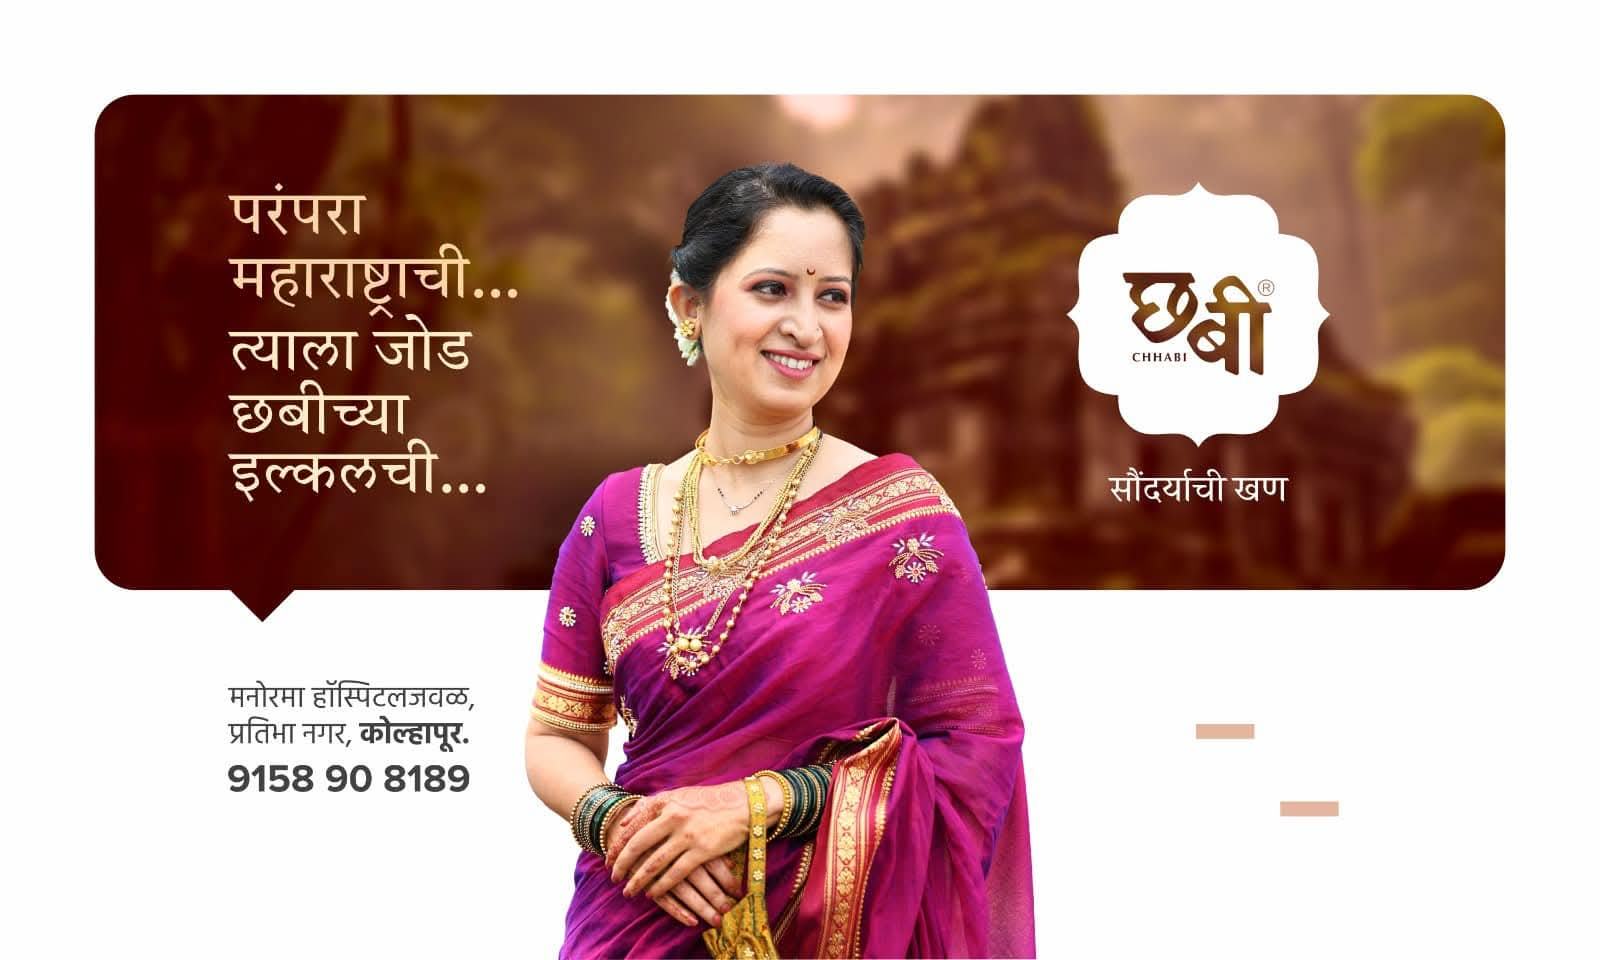 परंपरा
महाराष्ट्राची...
त्याला जोड
छबीच्या
इल्कलची...
छबी®
CHHABI
सौंदर्याची खण
मनोरमा हॉस्पिटलजवळ,
प्रतिभा नगर, कोल्हापूर.
9158 90 8189